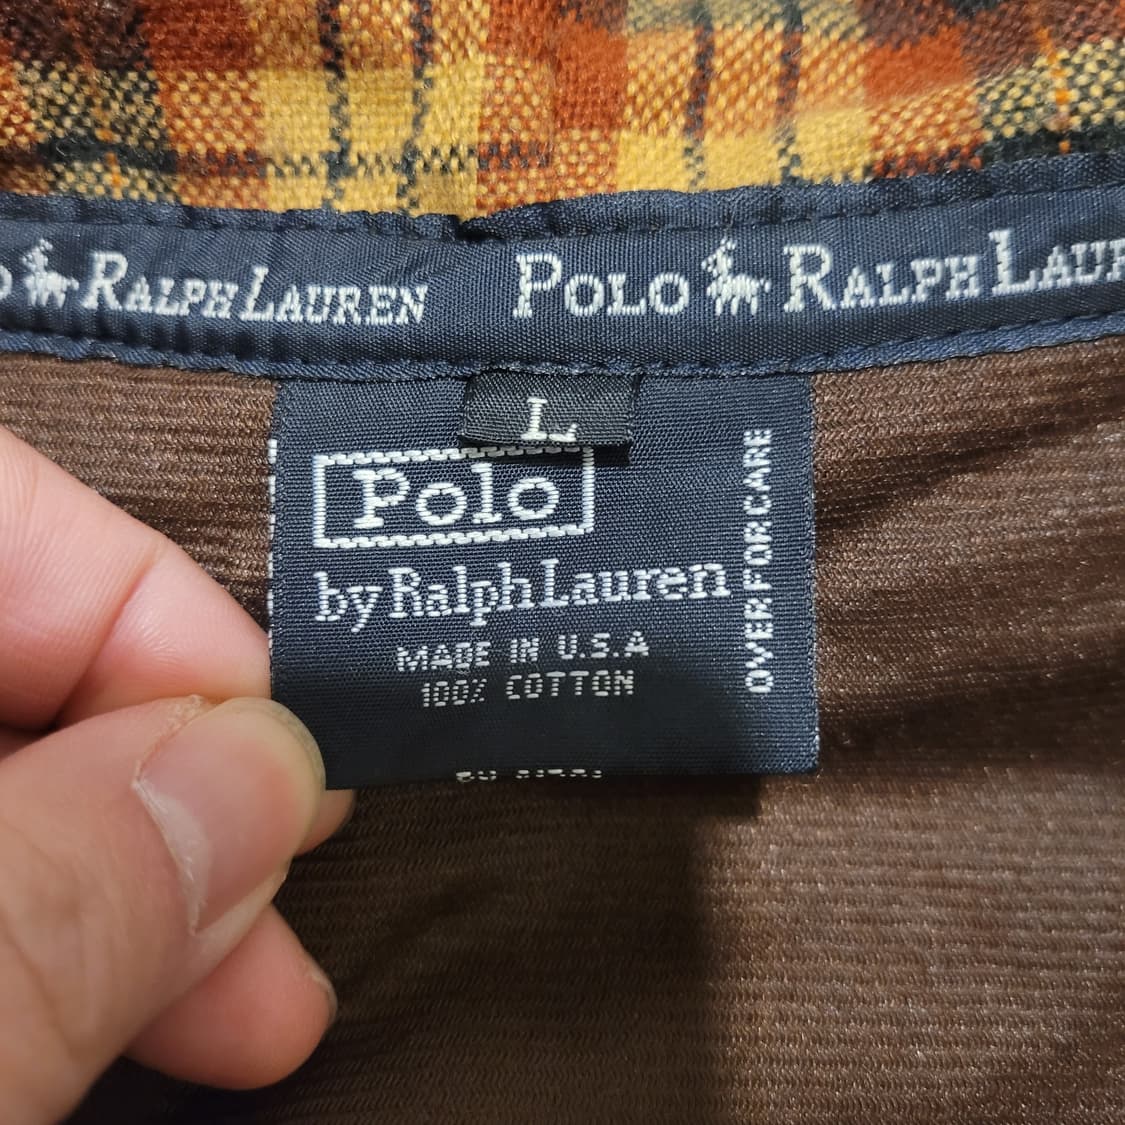 RALPH LAUREN POLO RALPH LAUR
L
Polo
by Ralph Lauren
MADE IN U.S.A
100% COTTON
OVER FOR CARE